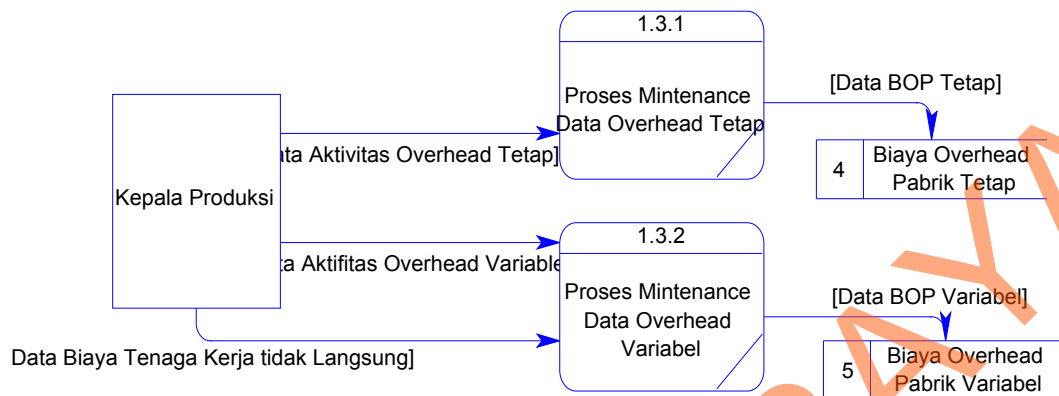 1.3.1
Proses Mintenance
Data Overhead Tetap
[Data BOP Tetap]
4
Biaya Overhead
Pabrik Tetap
Aktivitas Overhead Tetap]
Kepala Produksi
1.3.2
Proses Mintenance
Data Overhead
Variabel
Aktifitas Overhead Variable
[Data BOP Variabel]
5
Biaya Overhead
Pabrik Variabel
Data Biaya Tenaga Kerja tidak Langsung]